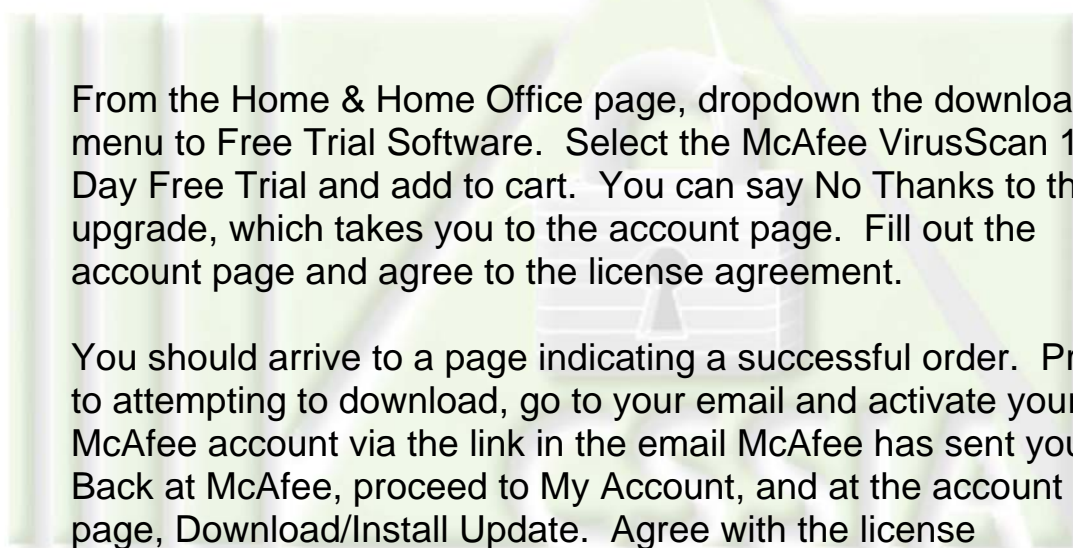 From the Home & Home Office page, dropdown the downloa
menu to Free Trial Software.  Select the McAfee VirusScan 1
Day Free Trial and add to cart.  You can say No Thanks to th
upgrade, which takes you to the account page.  Fill out the
account page and agree to the license agreement.

You should arrive to a page indicating a successful order.  Pr
to attempting to download, go to your email and activate your
McAfee account via the link in the email McAfee has sent you
Back at McAfee, proceed to My Account, and at the account
page, Download/Install Update.  Agree with the license
CSSIA